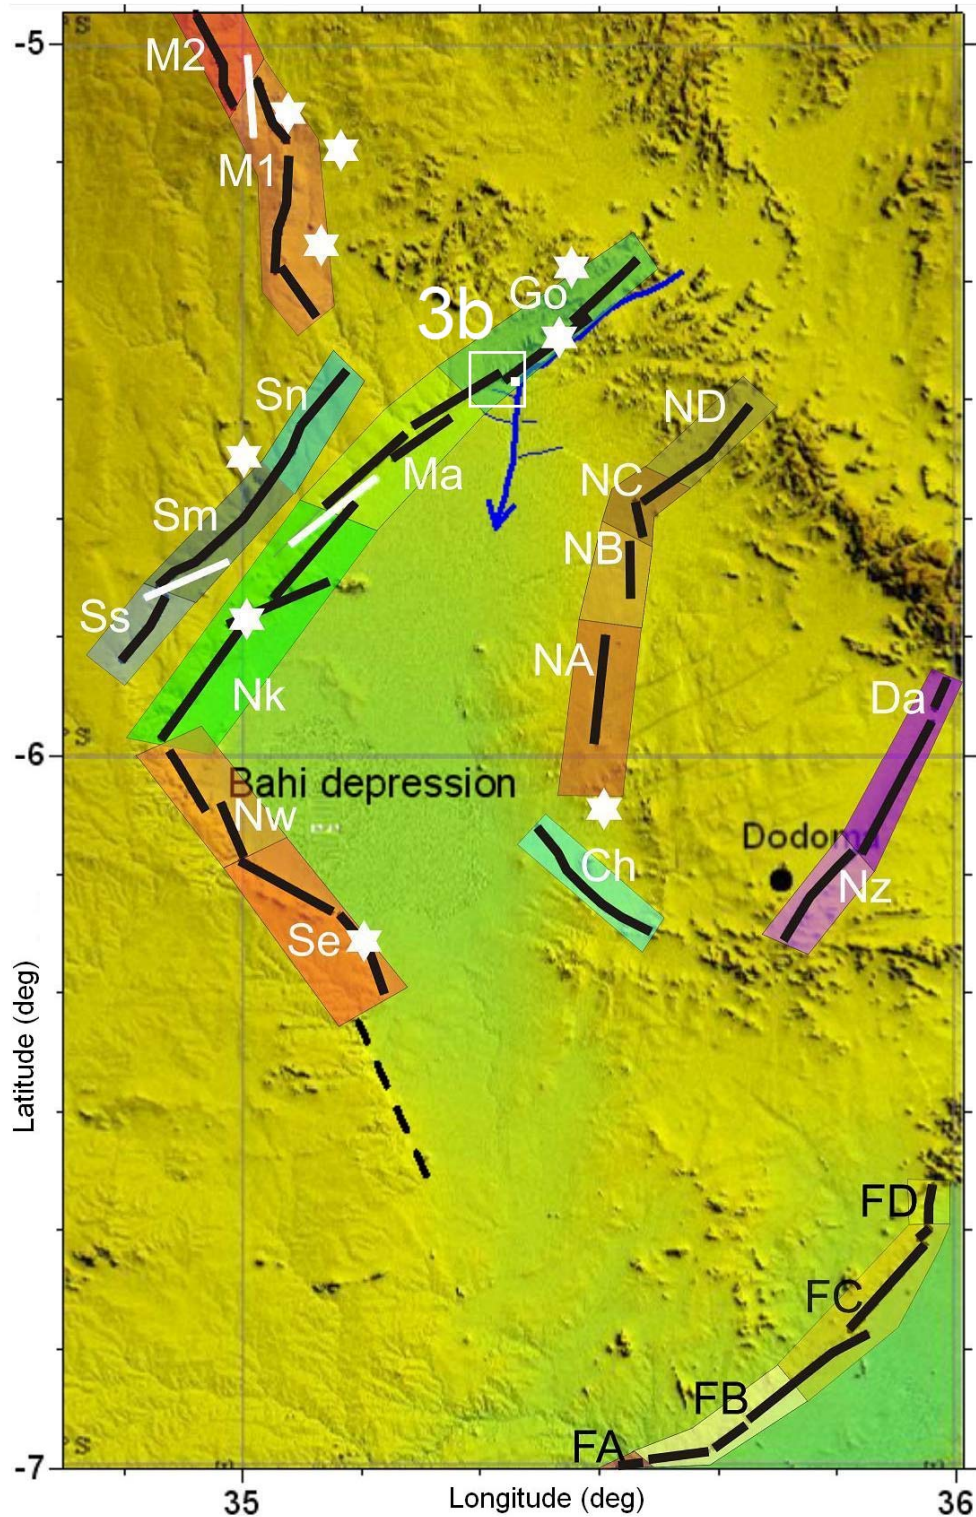 S
-5
M2
M1
Go
3b
Sn
ND
Ma
NC
Sm
NB
Ss
NA
Nk
Da
S
-6
Bahi depression
Nw
Dodoma
Ch
Nz
Se
Latitude (deg)
FD
FC
FB
FA
S
-7
35
Longitude (deg)
36